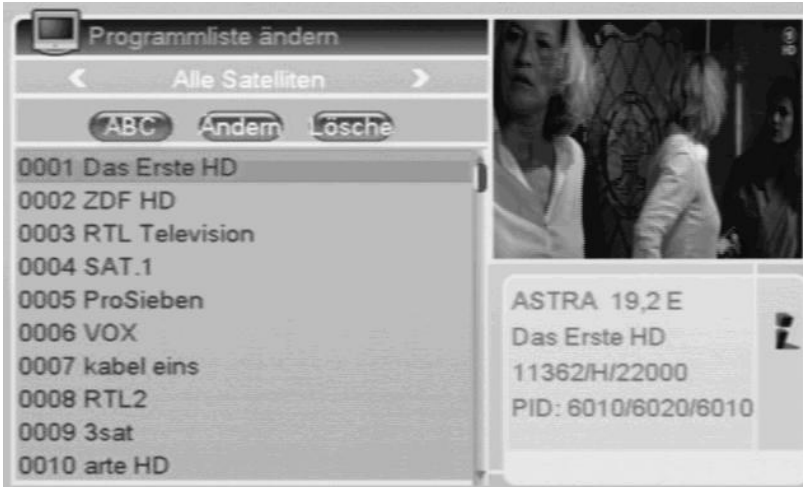 Programmliste ändern
Alle Satelliten
ABC Ändern Lösche
0001 Das Erste HD
0002 ZDF HD
0003 RTL Television
0004 SAT.1
0005 ProSieben
0006 VOX
0007 kabel eins
0008 RTL2
0009 3sat
0010 arte HD
HD
ASTRA 19,2 E
Das Erste HD
11362/H/22000
PID: 6010/6020/6010